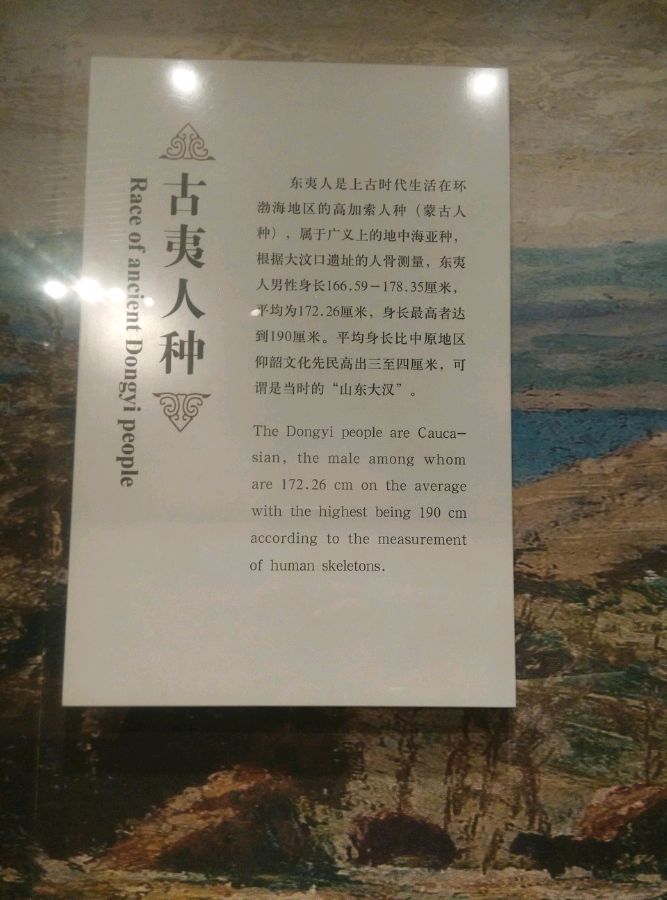 古夷人种
Race of ancient Dongyi people
东夷人是上古时代生活在环
渤海地区的高加索人种（蒙古人
种），属于广义上的地中海亚种，
根据大汶口遗址的人骨测量，东夷
人男性身长166.59－178.35厘米，
平均为172.26厘米，身长最高者达
到190厘米。平均身长比中原地区
仰韶文化先民高出三至四厘米，可
谓是当时的“山东大汉”。
The Dongyi people are Cauca-
sian, the male among whom
are 172.26 cm on the average
with the highest being 190 cm
according to the measurement
of human skeletons.